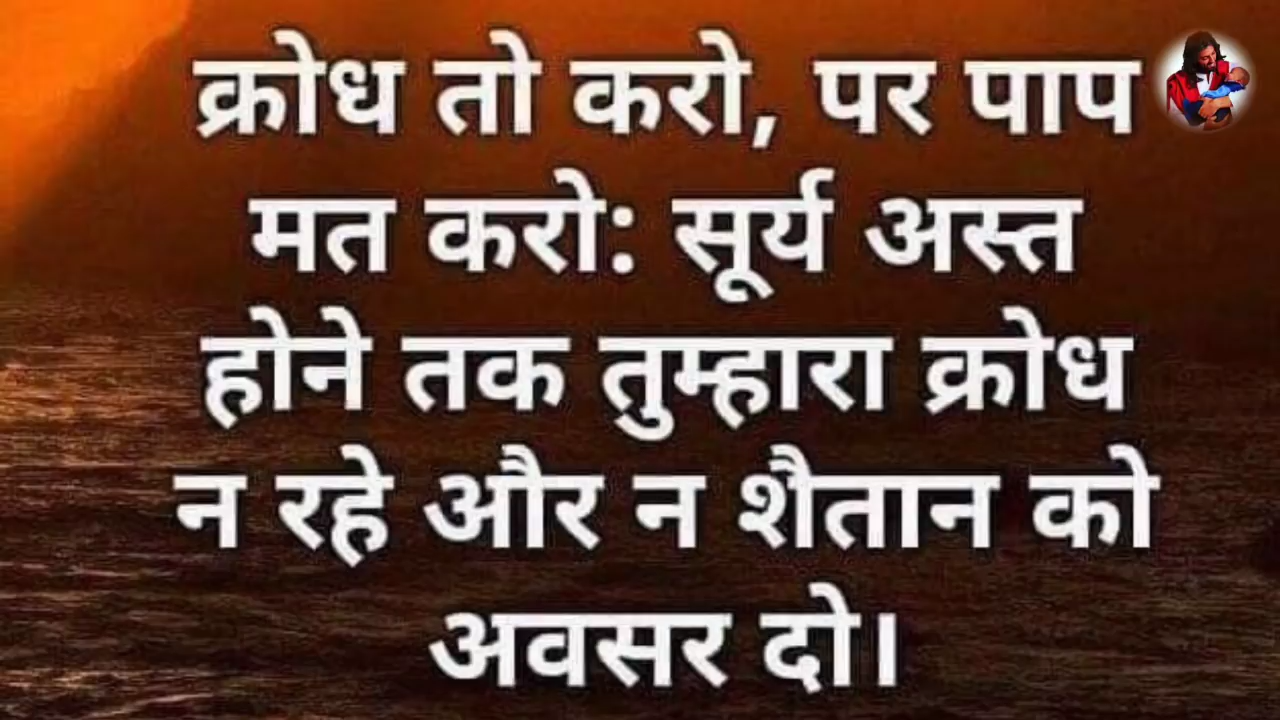 क्रोध तो करो, पर पाप
मत करो: सूर्य अस्त
होने तक तुम्हारा क्रोध
न रहे और न शैतान को
अवसर दो।